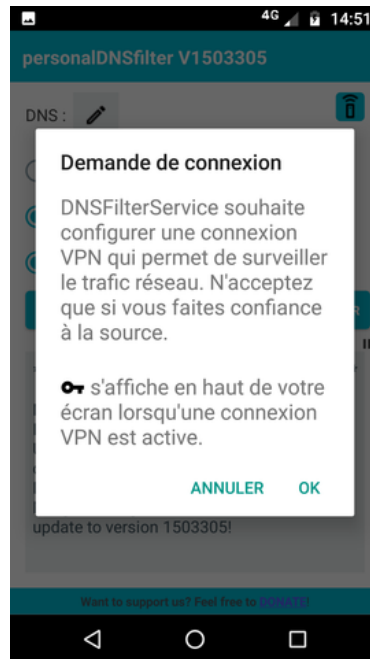 4G 14:51
personalDNSfilter V1503305
DNS :
Demande de connexion
DNSFilterService souhaite
configurer une connexion
VPN qui permet de surveiller
le trafic réseau. N'acceptez
que si vous faites confiance
à la source.
s'affiche en haut de votre
écran lorsqu'une connexion
VPN est active.
ANNULER OK
update to version 1503305!
Want to support us? Feel free to DONATE!